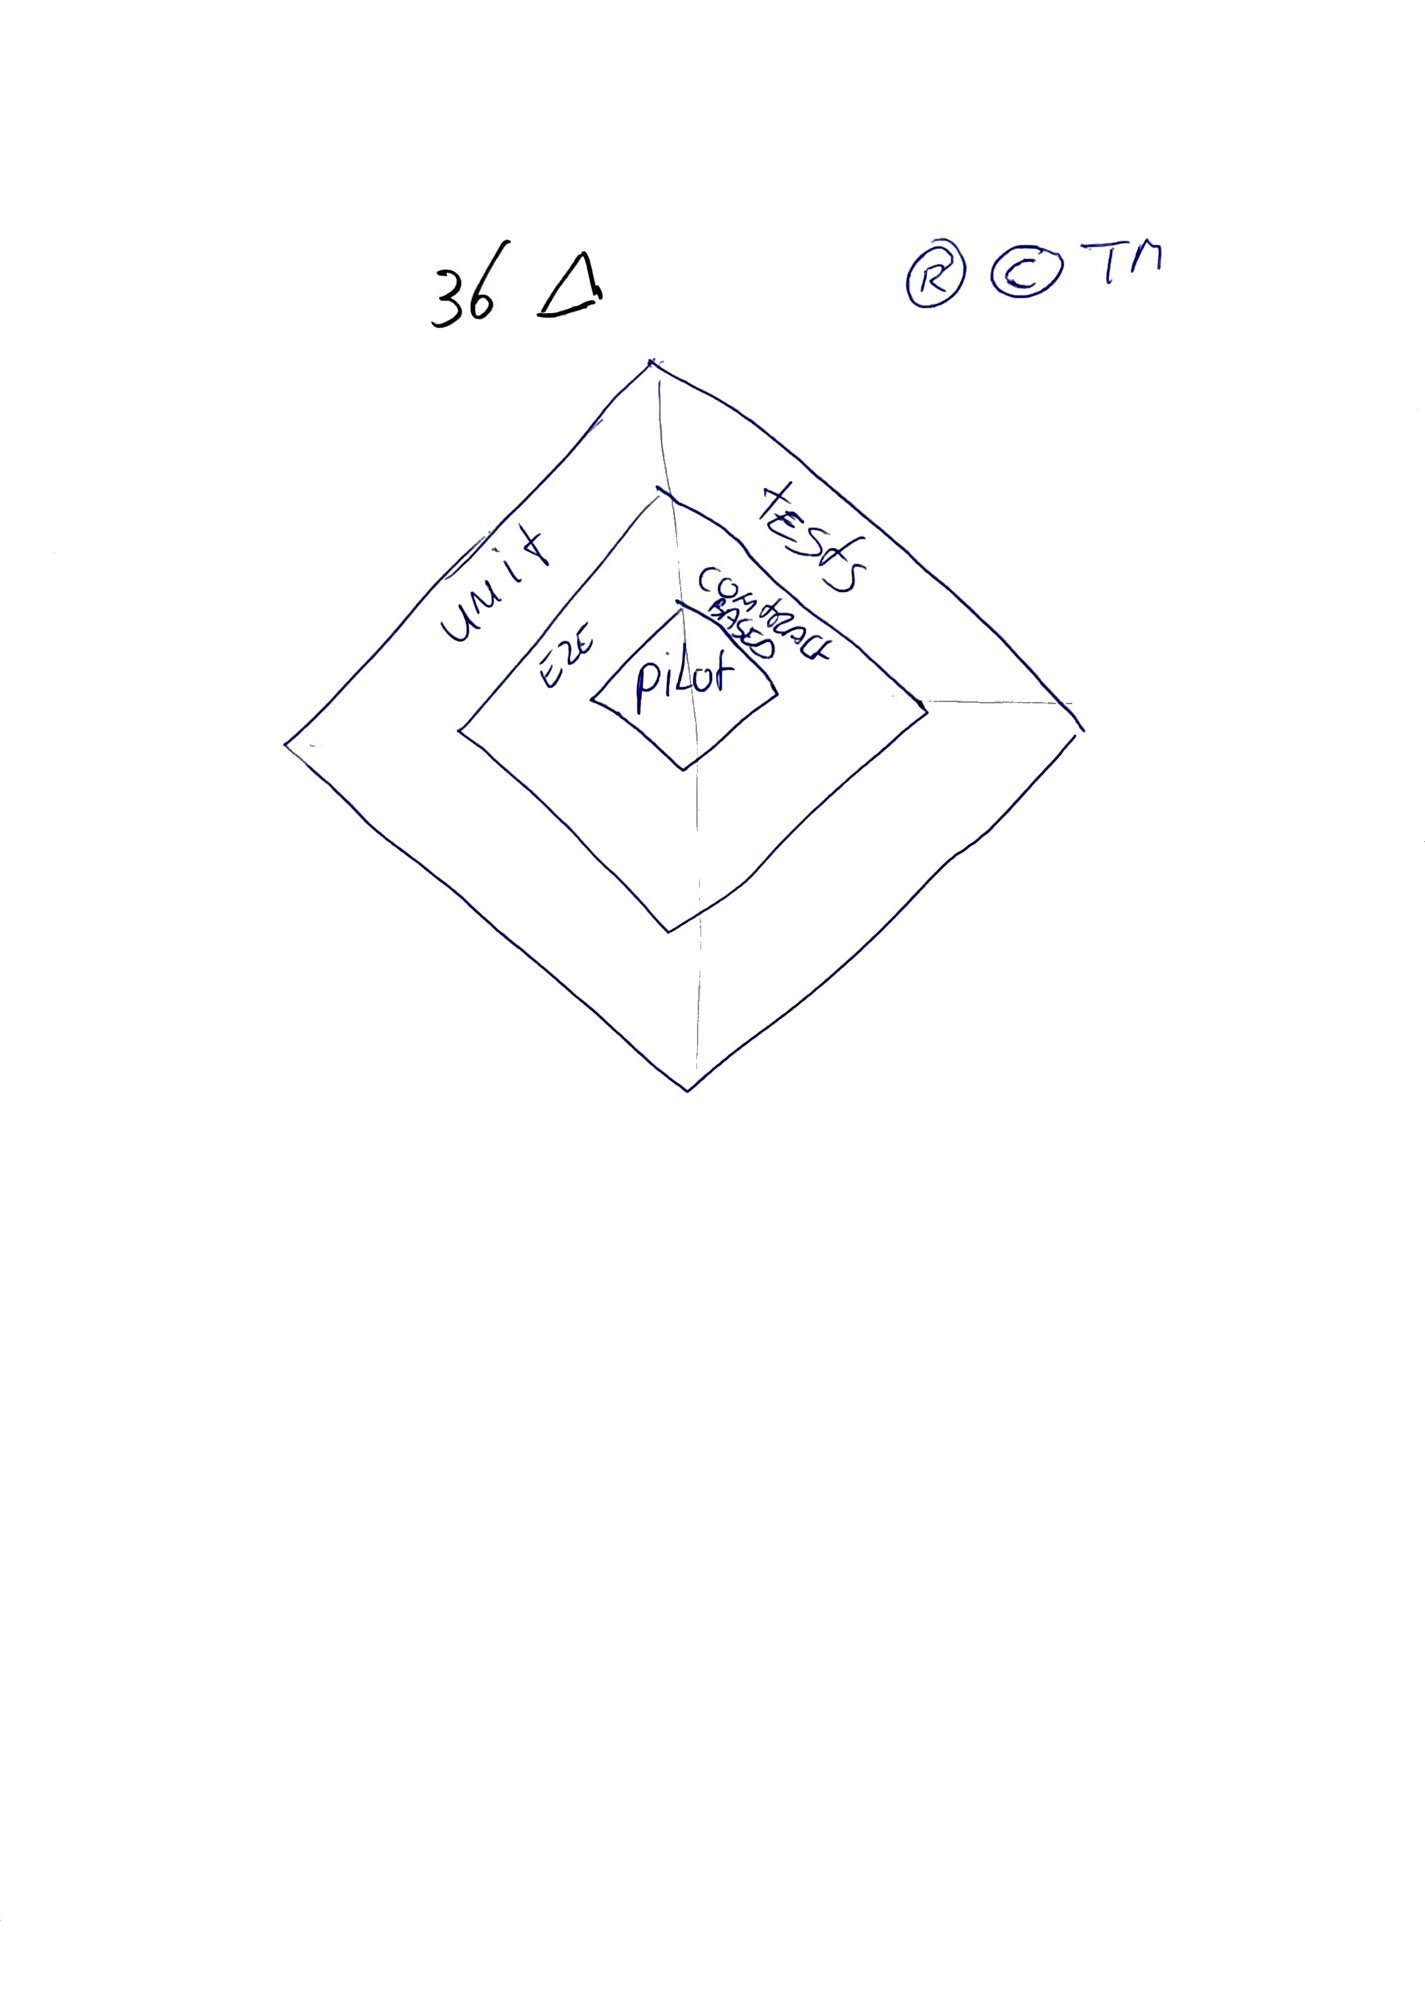 36 Δ
® © TM
unit
tests
E2E
contract
based
pilot